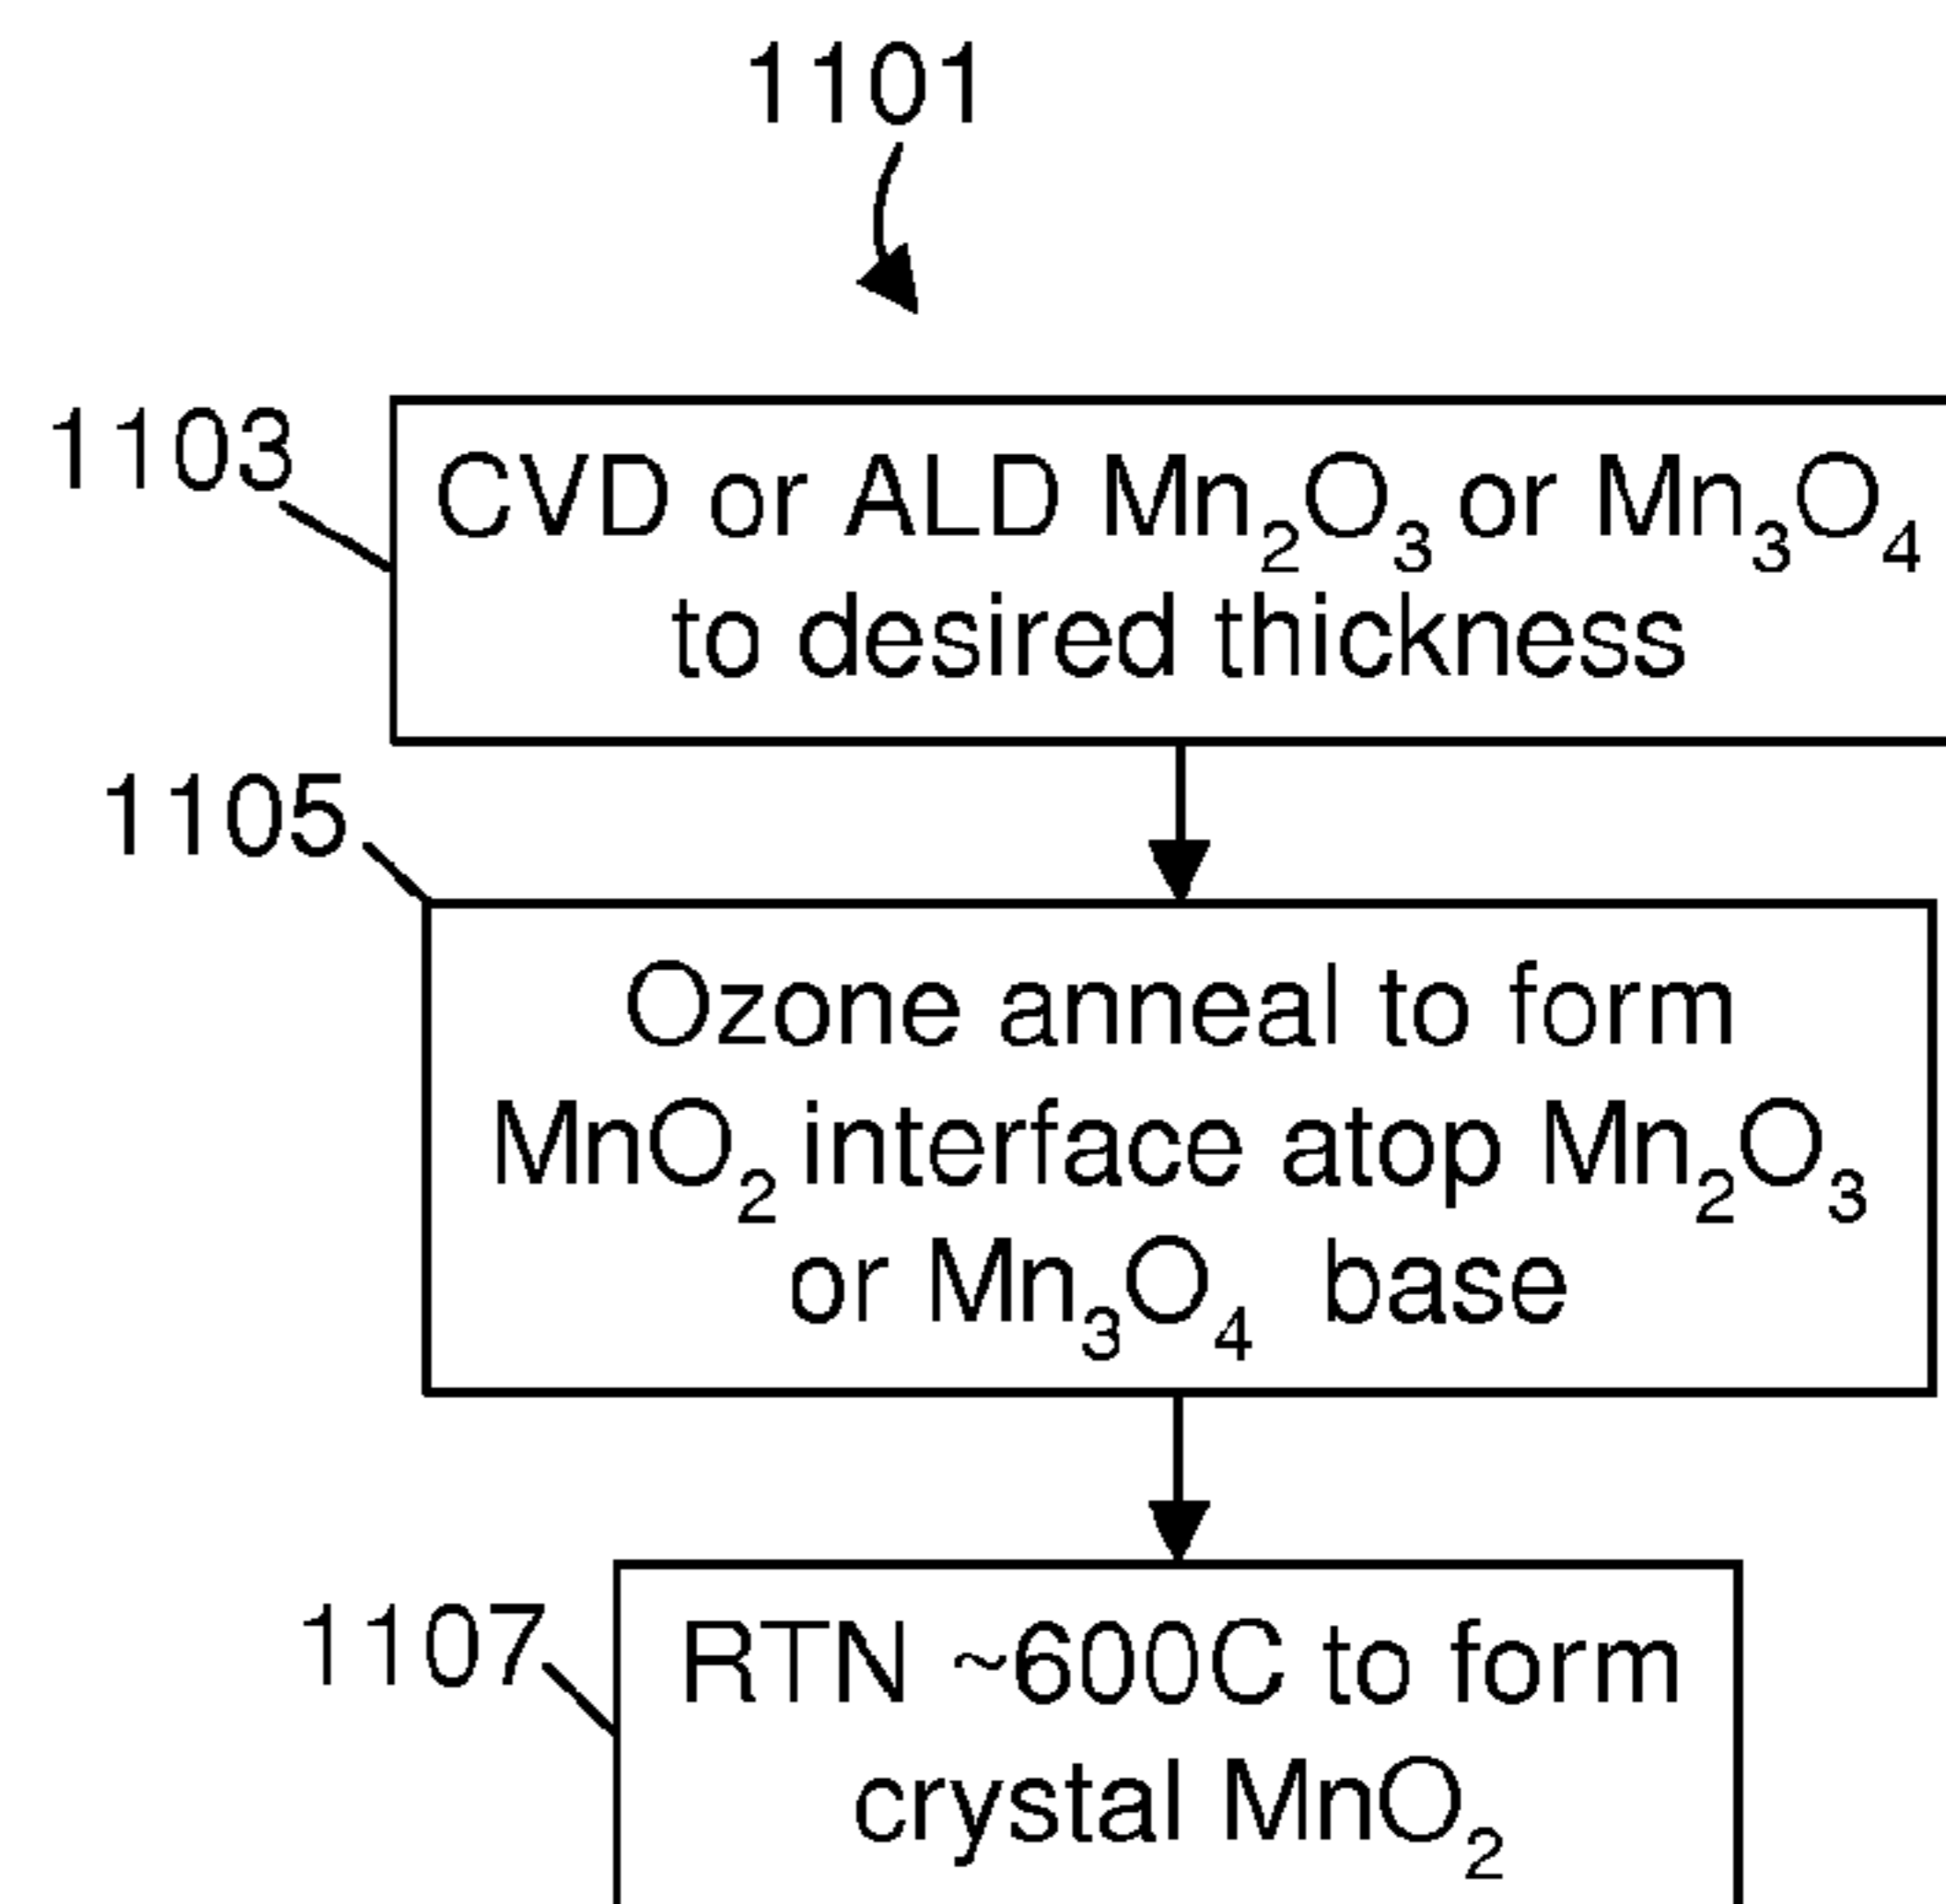 1101
1103
CVD or ALD Mn₂O₃ or Mn₃O₄
to desired thickness
1105
Ozone anneal to form
MnO₂ interface atop Mn₂O₃
or Mn₃O₄ base
1107
RTN ~600C to form
crystal MnO₂